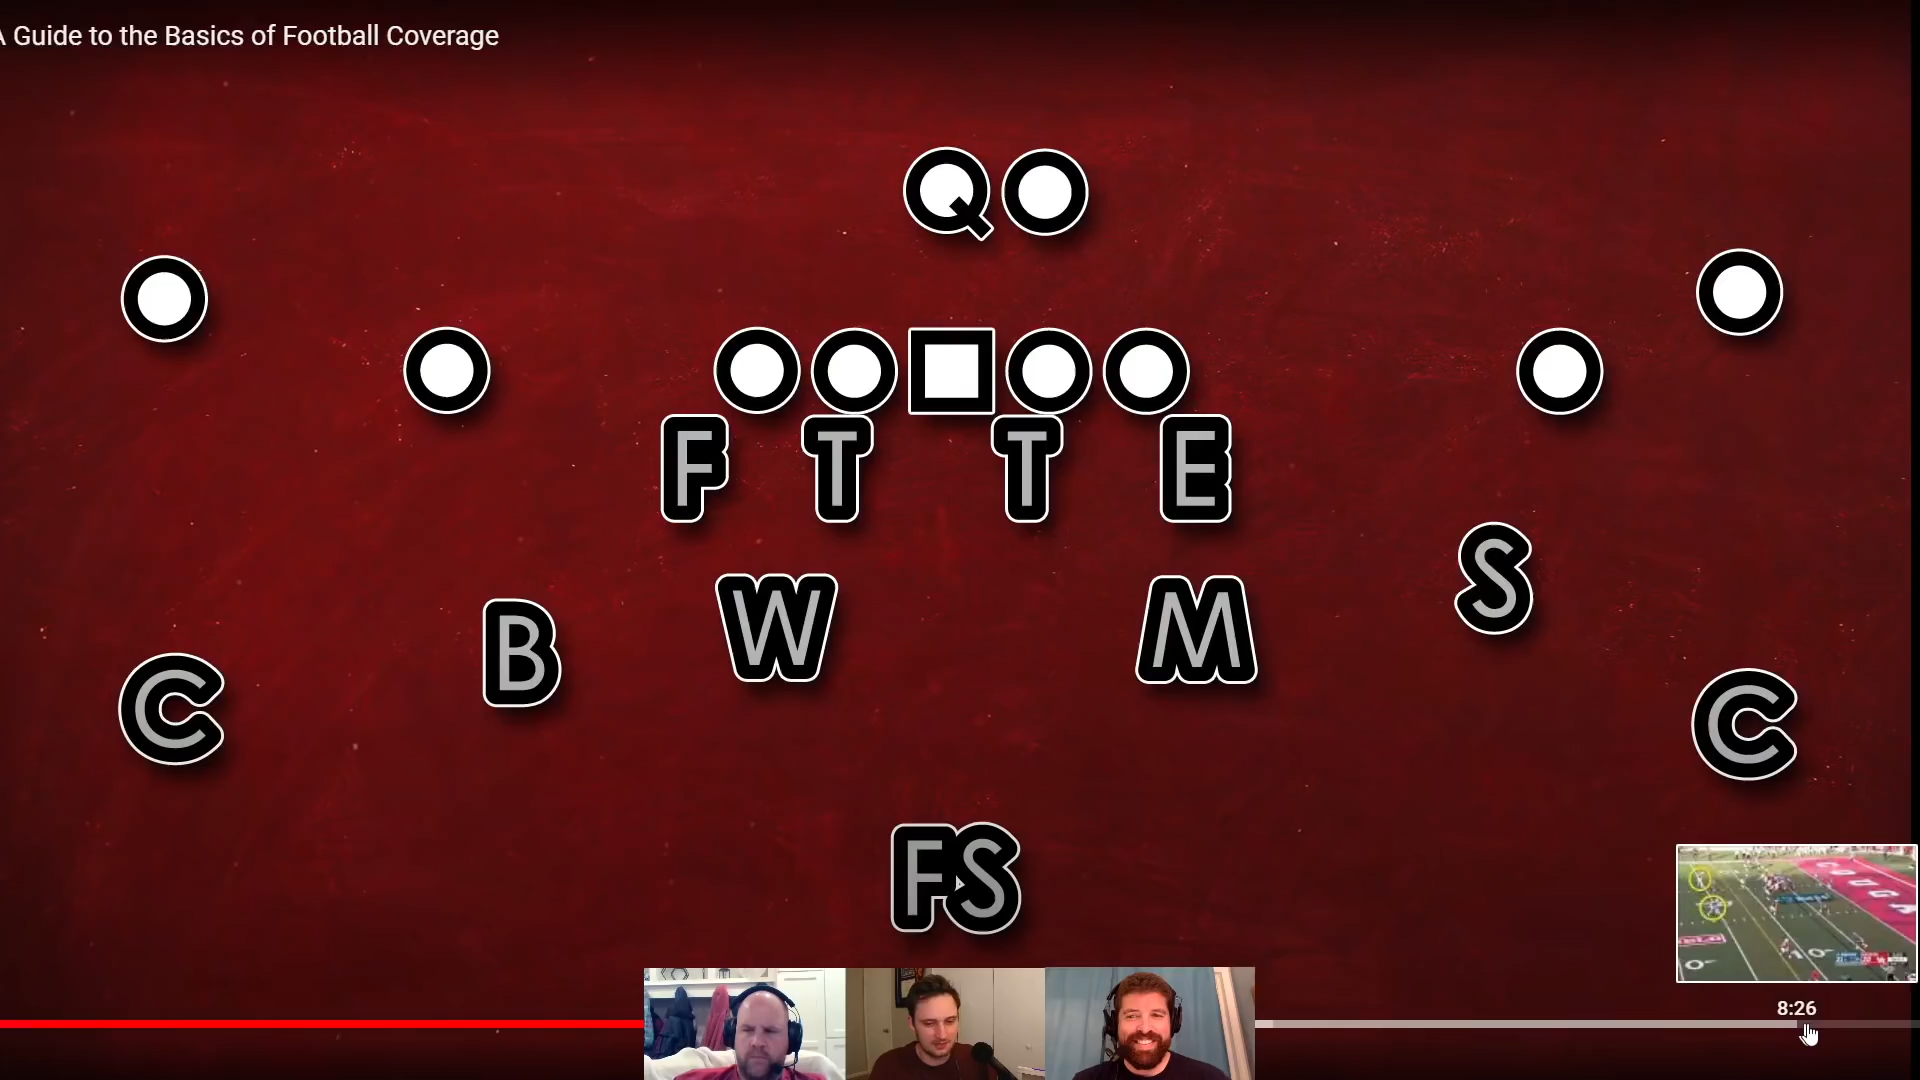 A Guide to the Basics of Football Coverage
Q
F T T E
S
B W M
C C
FS
8:26